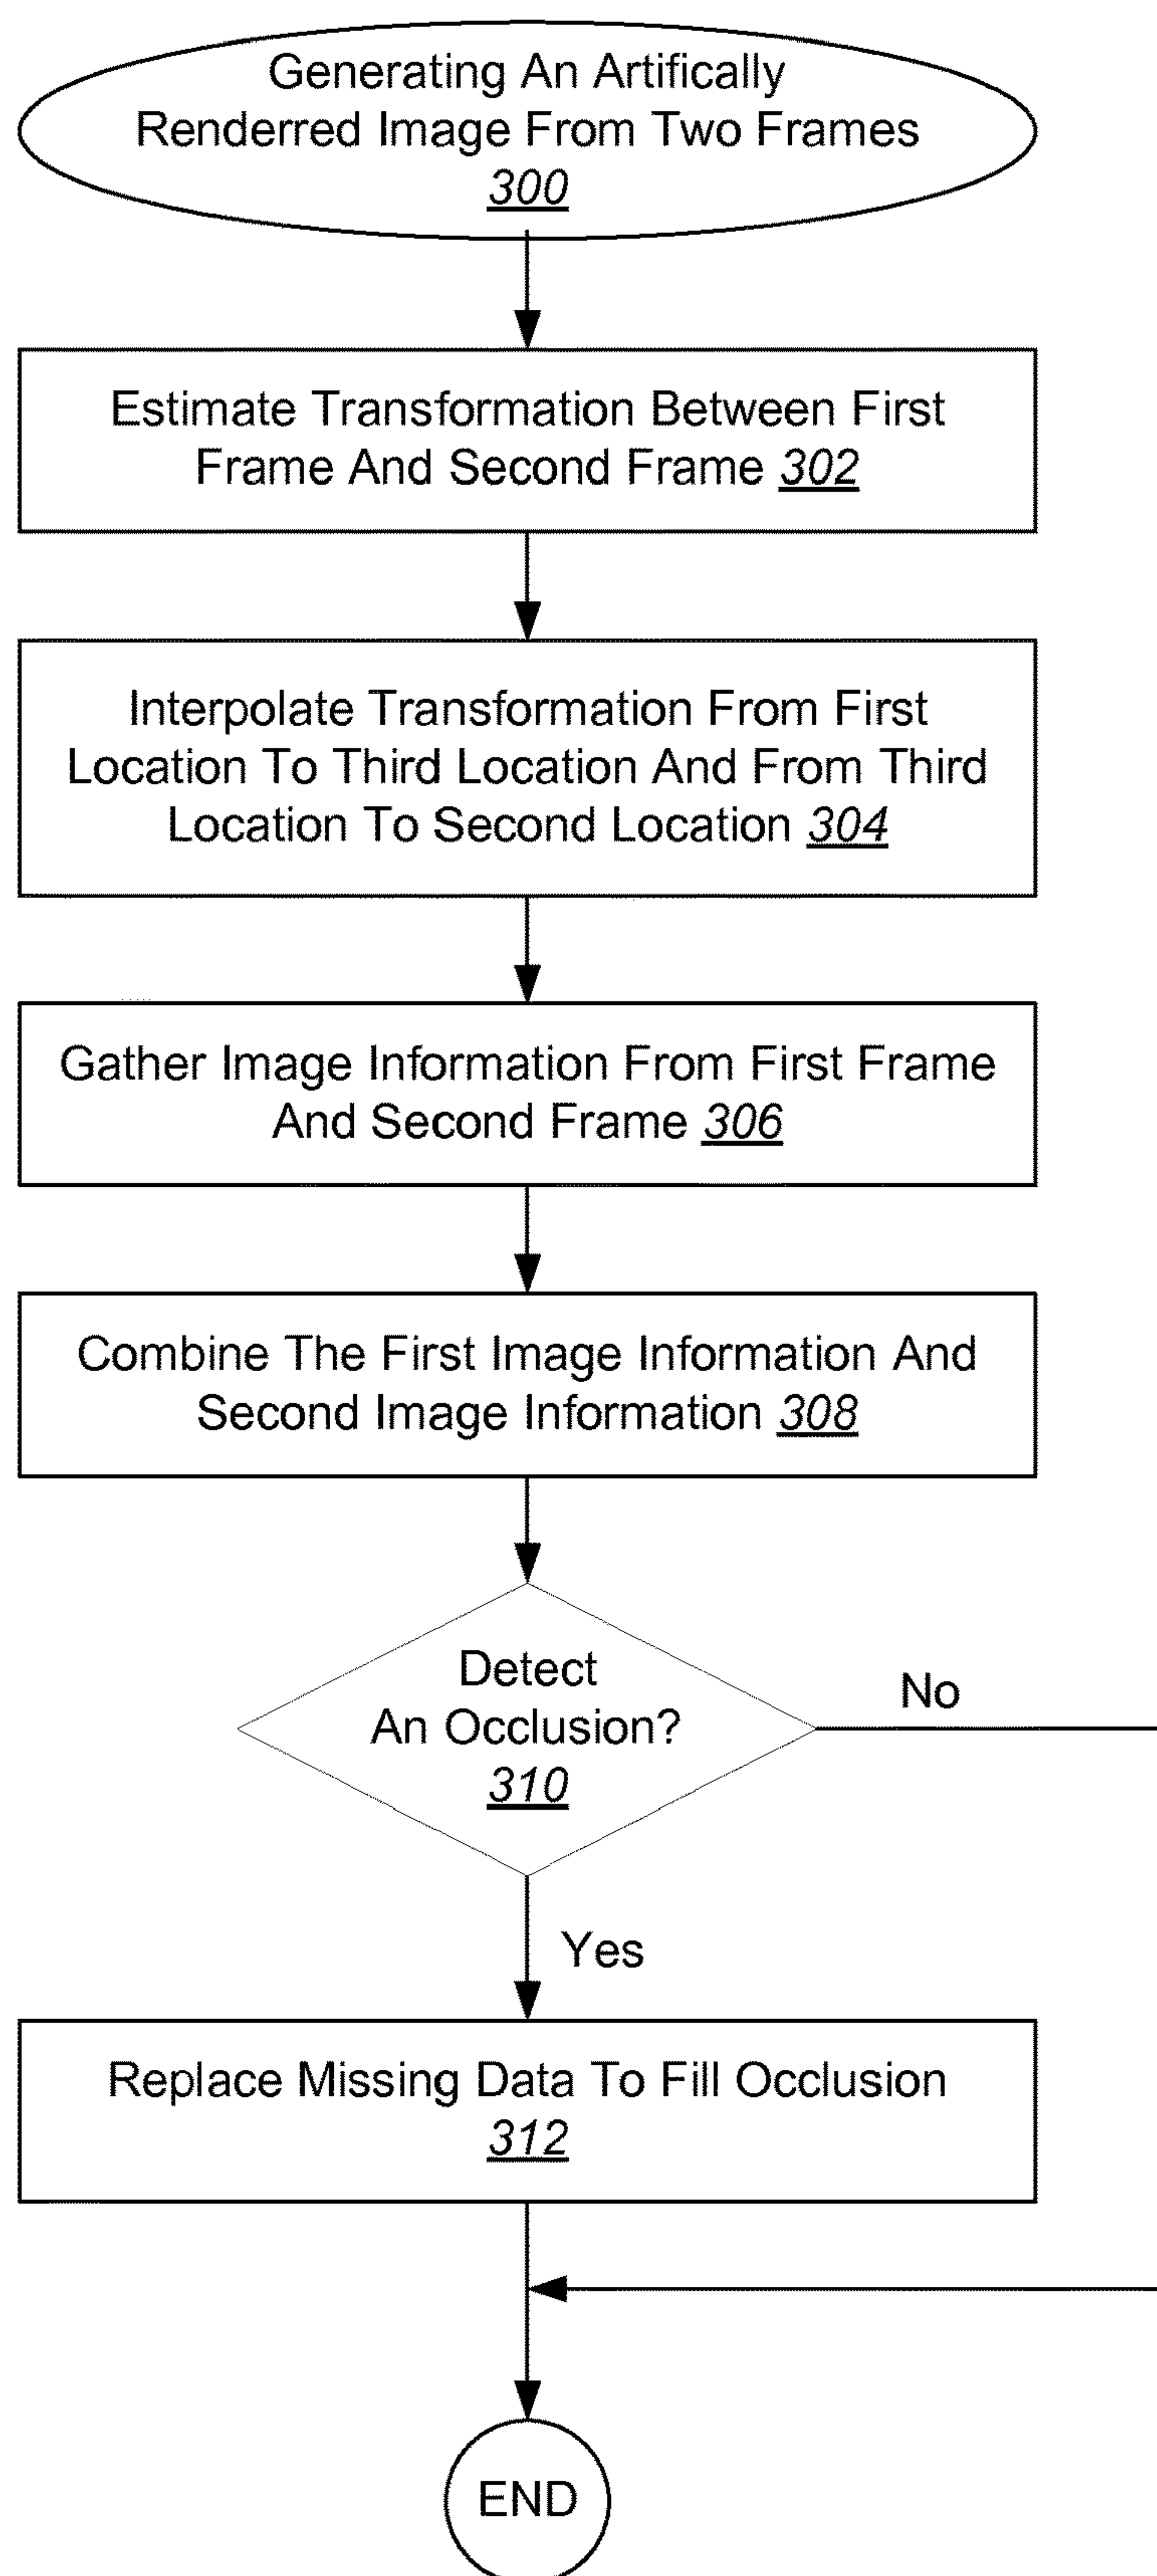 Generating An Artifically
Renderred Image From Two Frames
300
Estimate Transformation Between First
Frame And Second Frame 302
Interpolate Transformation From First
Location To Third Location And From Third
Location To Second Location 304
Gather Image Information From First Frame
And Second Frame 306
Combine The First Image Information And
Second Image Information 308
Detect
An Occlusion?
310
No
Yes
Replace Missing Data To Fill Occlusion
312
END